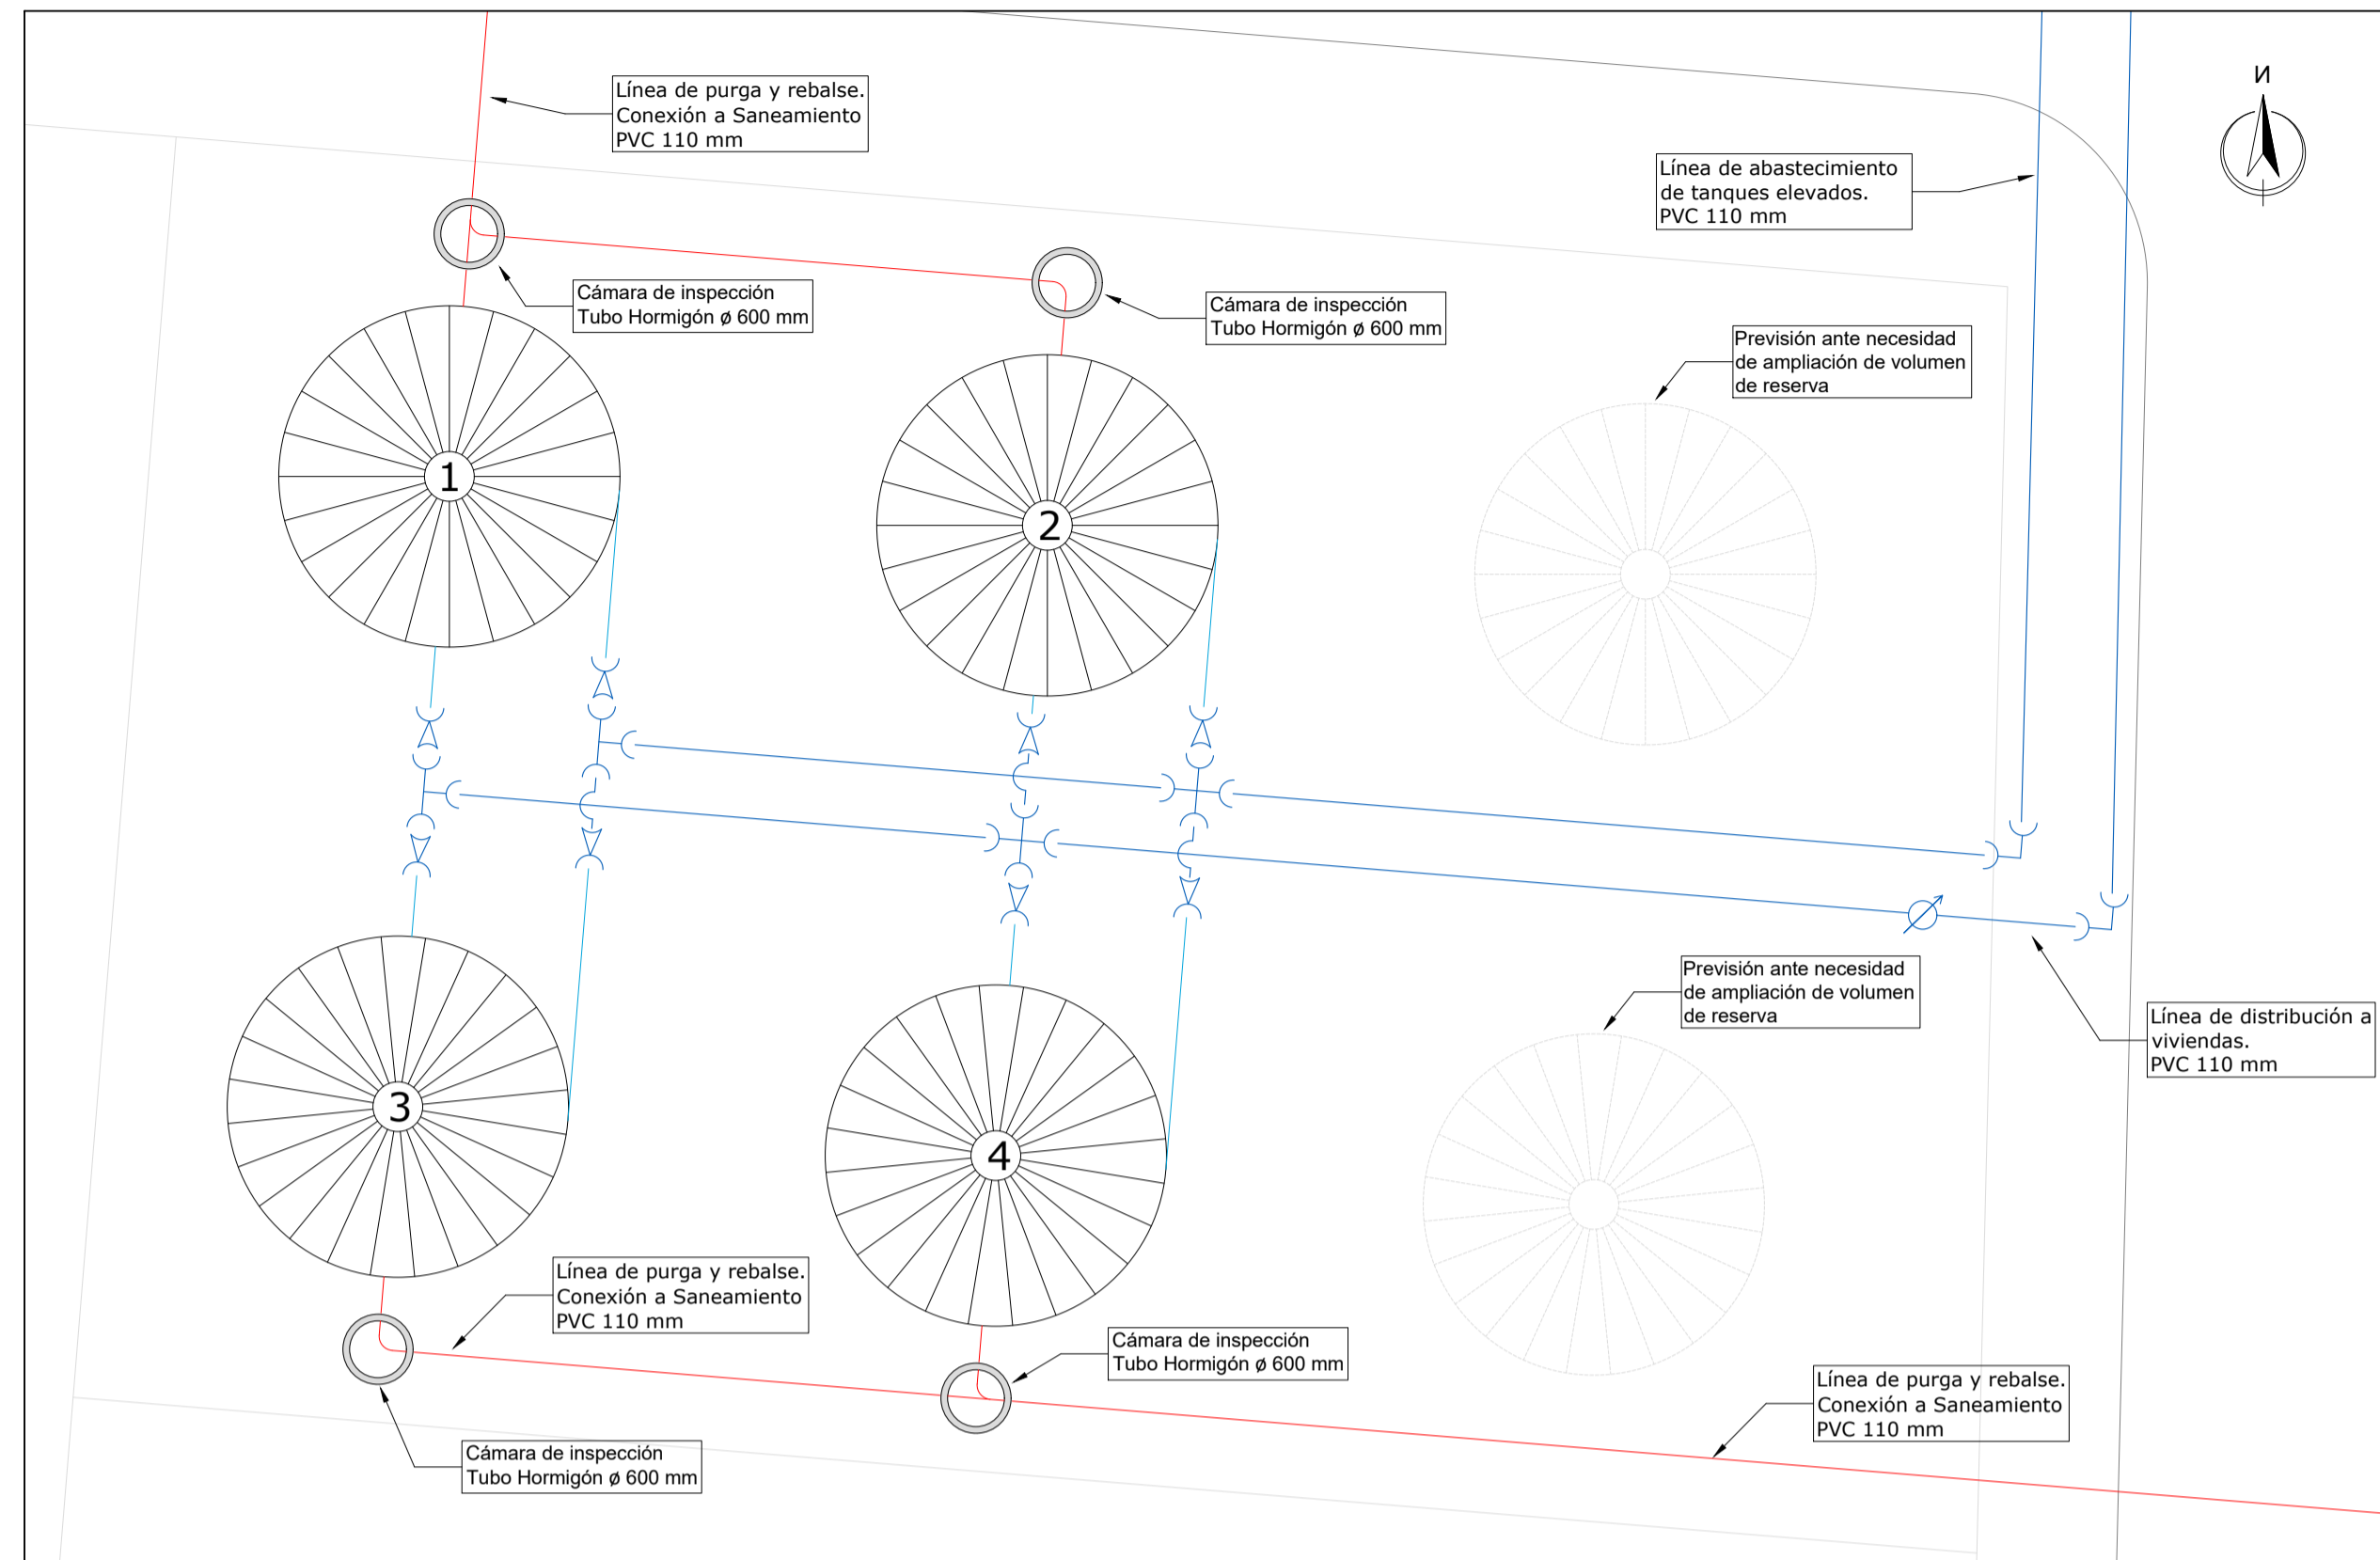 Línea de purga y rebalse.
Conexión a Saneamiento
PVC 110 mm
И
Línea de abastecimiento
de tanques elevados.
PVC 110 mm
Cámara de inspección
Tubo Hormigón ø 600 mm
Cámara de inspección
Tubo Hormigón ø 600 mm
Previsión ante necesidad
de ampliación de volumen
de reserva
1
2
Previsión ante necesidad
de ampliación de volumen
de reserva
Línea de distribución a
viviendas.
PVC 110 mm
3
4
Línea de purga y rebalse.
Conexión a Saneamiento
PVC 110 mm
Cámara de inspección
Tubo Hormigón ø 600 mm
Línea de purga y rebalse.
Conexión a Saneamiento
PVC 110 mm
Cámara de inspección
Tubo Hormigón ø 600 mm